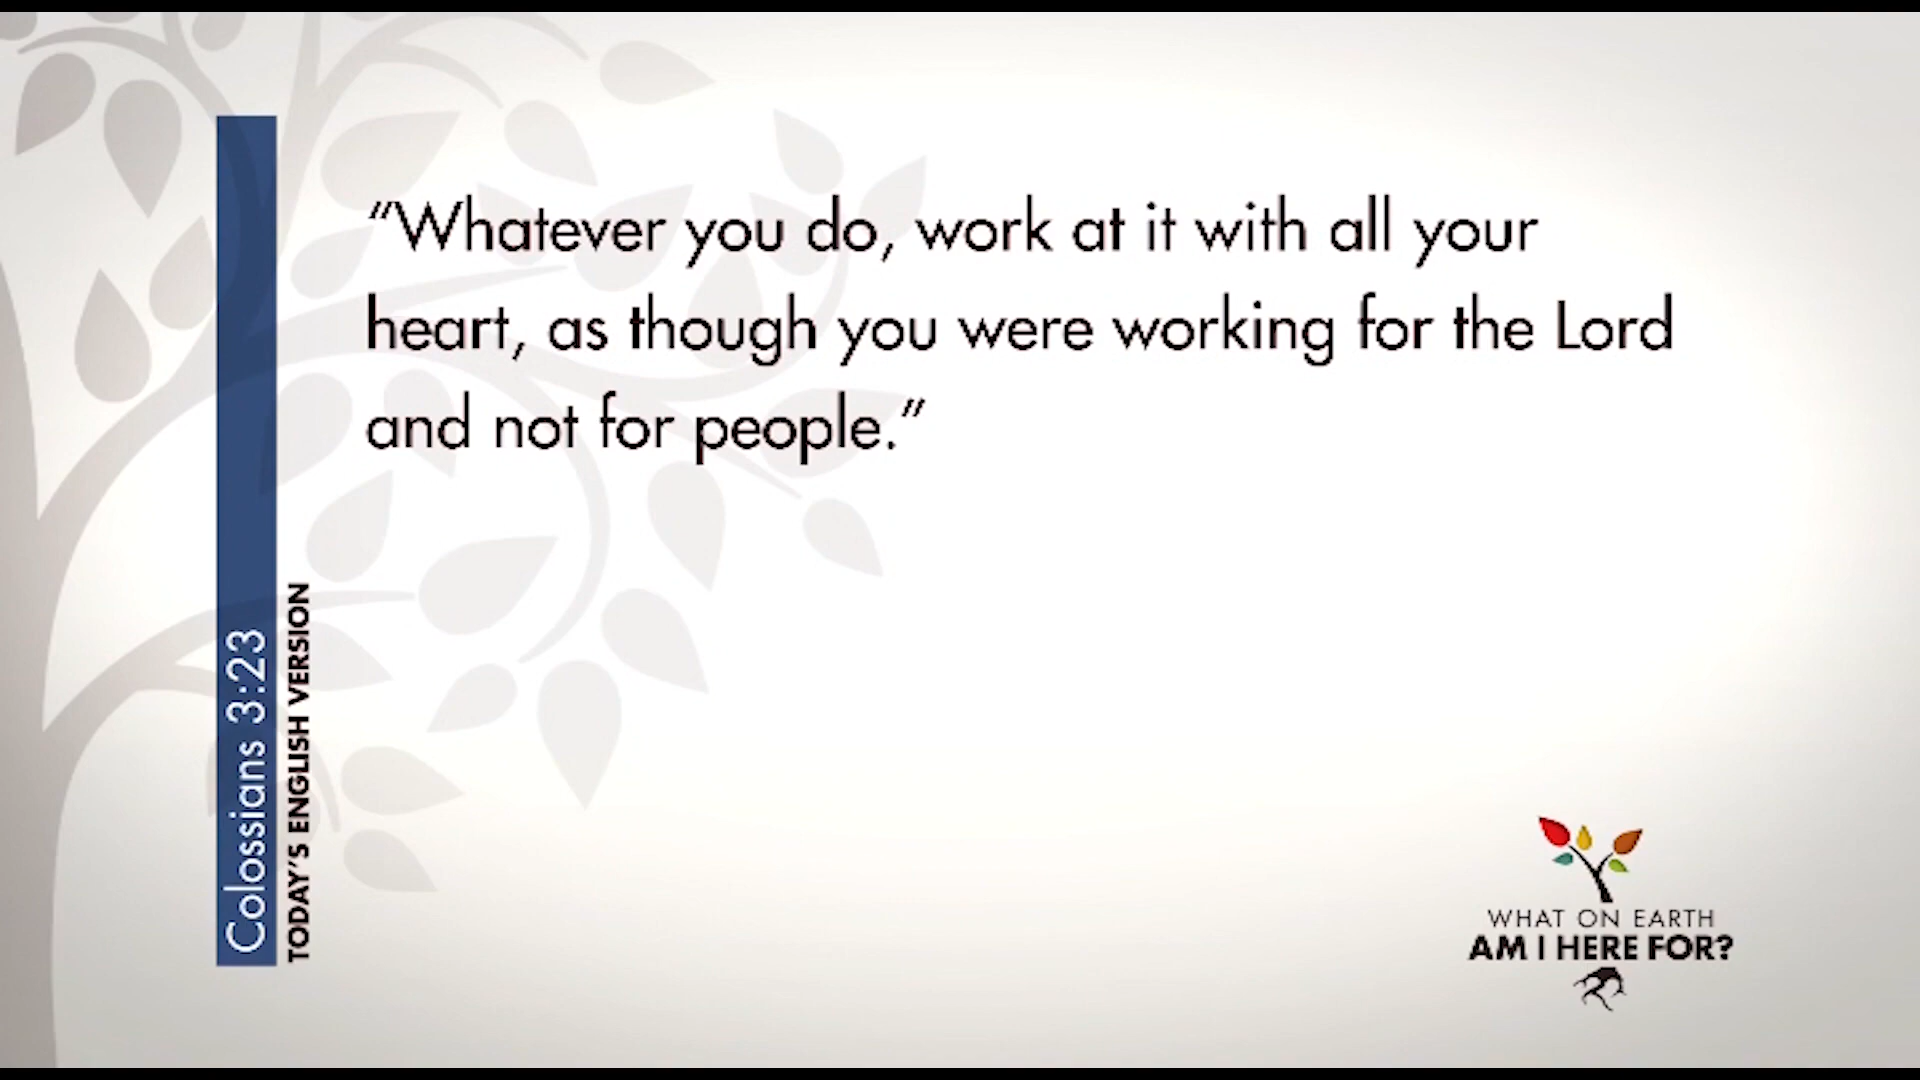 “Whatever you do, work at it with all your
heart, as though you were working for the Lord
and not for people.”
Colossians 3:23
TODAY’S ENGLISH VERSION
WHAT ON EARTH
AM I HERE FOR?